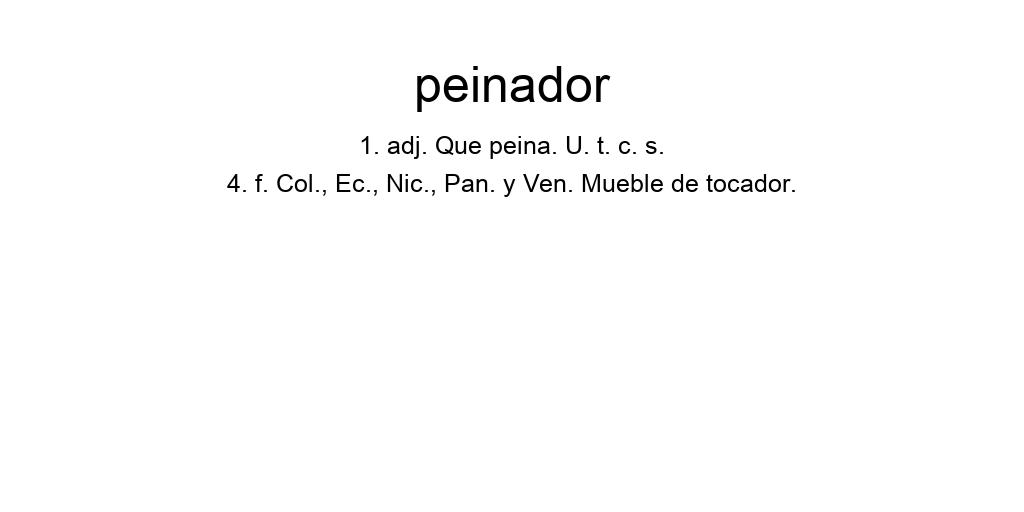 peinador
1. adj. Que peina. U. t. c. s.
4. f. Col., Ec., Nic., Pan. y Ven. Mueble de tocador.